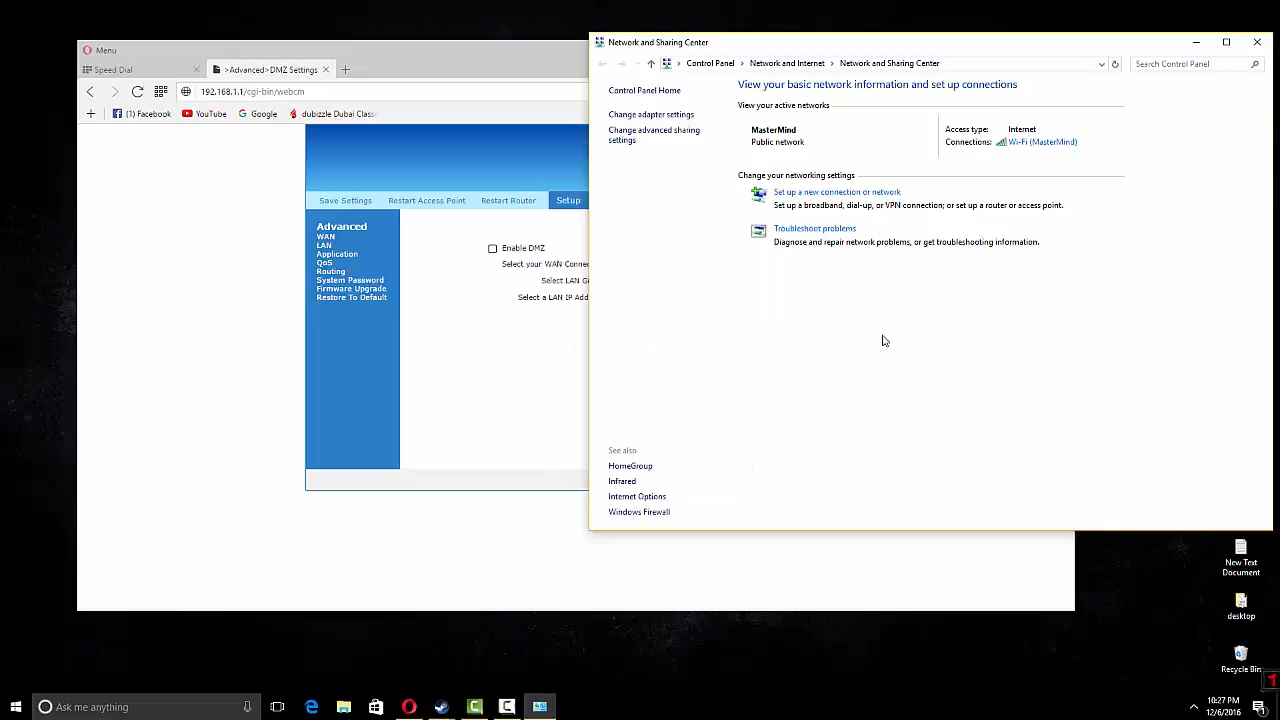 Menu
Speed Dial
>Advanced>DMZ Settings
192.168.1.1/cgi-bin/webcm
Facebook
YouTube
Google
dubizzle Dubai Class
Save Settings
Restart Access Point
Restart Router
Setup
Advanced
WAN
LAN
Application
QoS
Routing
System Password
Firmware Upgrade
Restore To Default
Enable DMZ
Select your WAN Connec
Select LAN Gr
Select a LAN IP Add
Network and Sharing Center
Control Panel
Network and Internet
Network and Sharing Center
Search Control Panel
Control Panel Home
Change adapter settings
Change advanced sharing
settings
See also
HomeGroup
Infrared
Internet Options
Windows Firewall
View your basic network information and set up connections
View your active networks
MasterMind
Public network
Access type: Internet
Connections: Wi-Fi (MasterMind)
Change your networking settings
Set up a new connection or network
Set up a broadband, dial-up, or VPN connection; or set up a router or access point.
Troubleshoot problems
Diagnose and repair network problems, or get troubleshooting information.
New Text
Document
desktop
Recycle Bin
Ask me anything
10:27 PM
12/6/2016
1